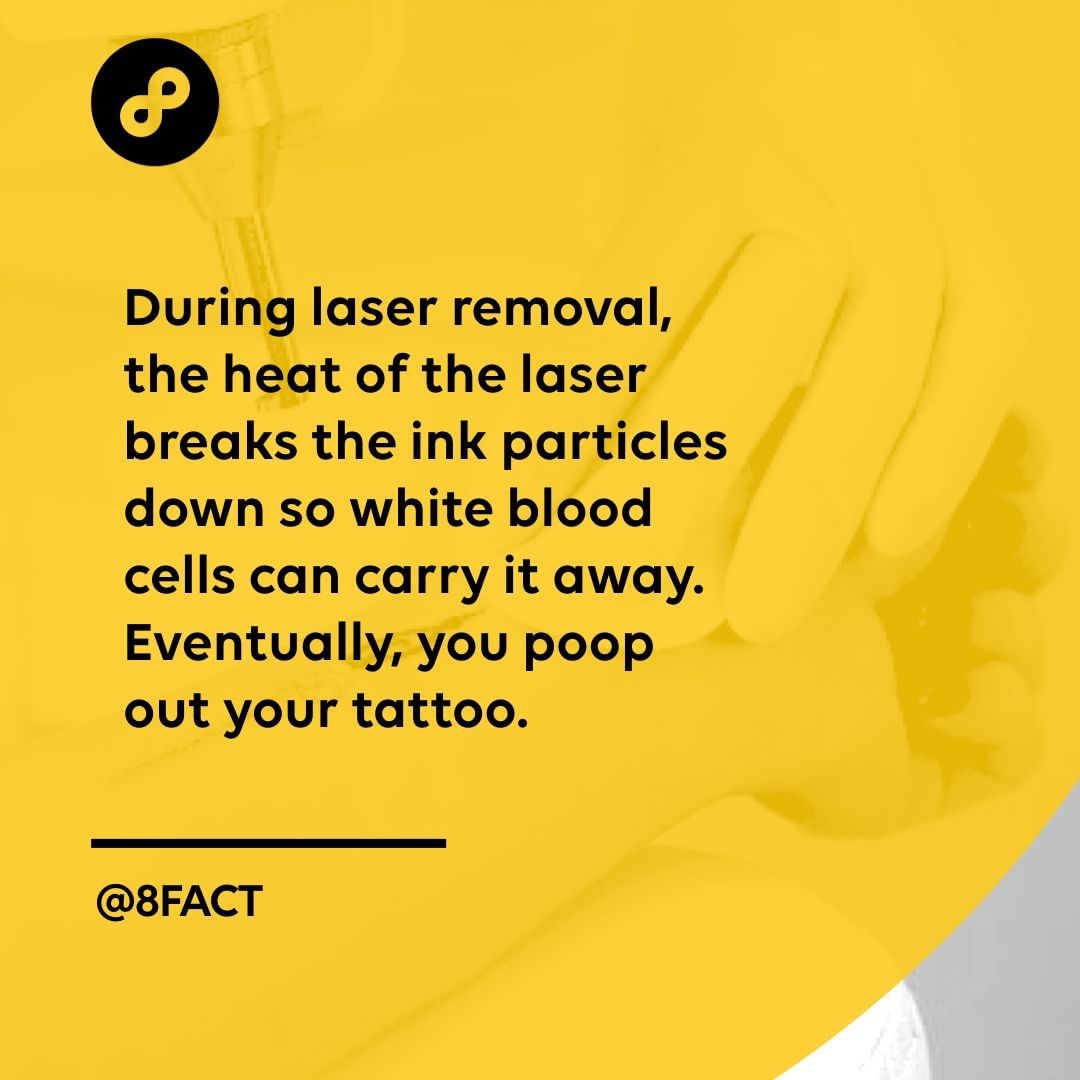 During laser removal,
the heat of the laser
breaks the ink particles
down so white blood
cells can carry it away.
Eventually, you poop
out your tattoo.
@8FACT